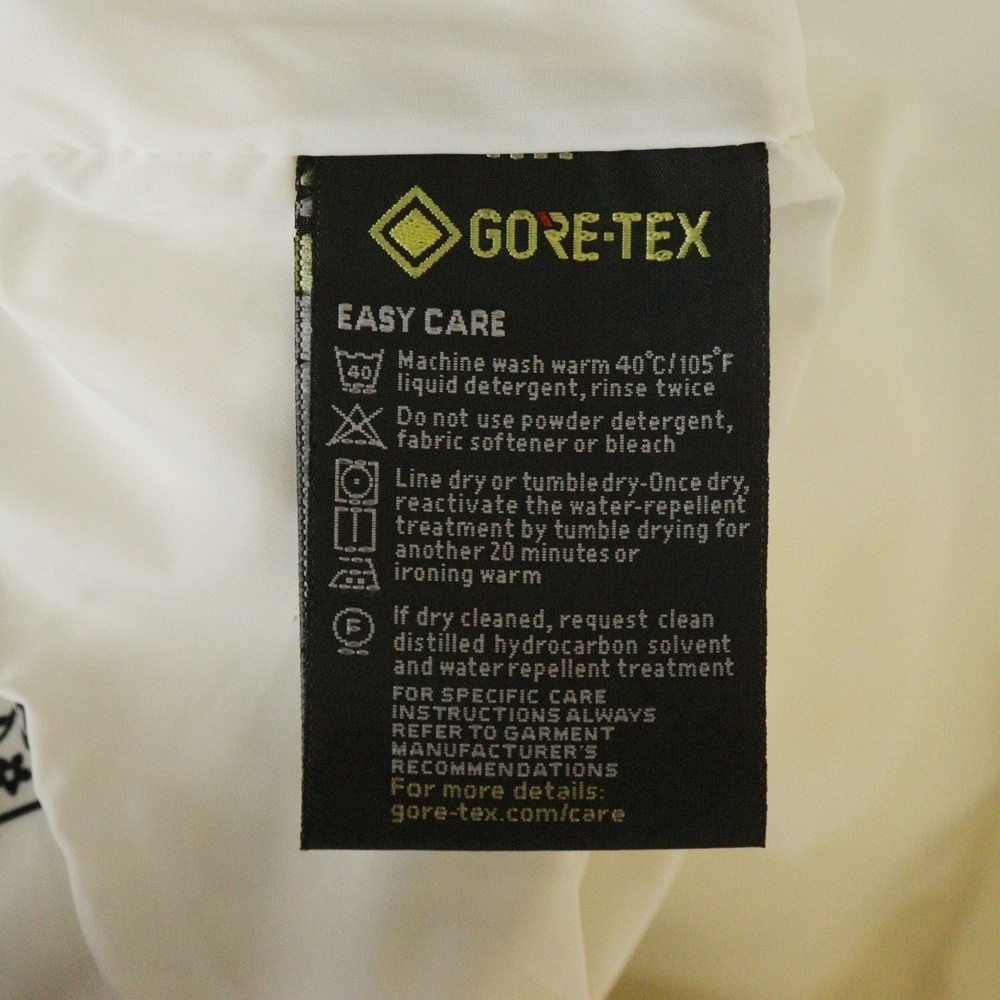 GORE-TEX
EASY CARE
40
Machine wash warm 40°C/105°F
liquid detergent, rinse twice
Do not use powder detergent,
fabric softener or bleach
Line dry or tumble dry-Once dry,
reactivate the water-repellent
treatment by tumble drying for
another 20 minutes or
ironing warm
F
If dry cleaned, request clean
distilled hydrocarbon solvent
and water repellent treatment
FOR SPECIFIC CARE
INSTRUCTIONS ALWAYS
REFER TO GARMENT
MANUFACTURER'S
RECOMMENDATIONS
For more details:
gore-tex.com/care